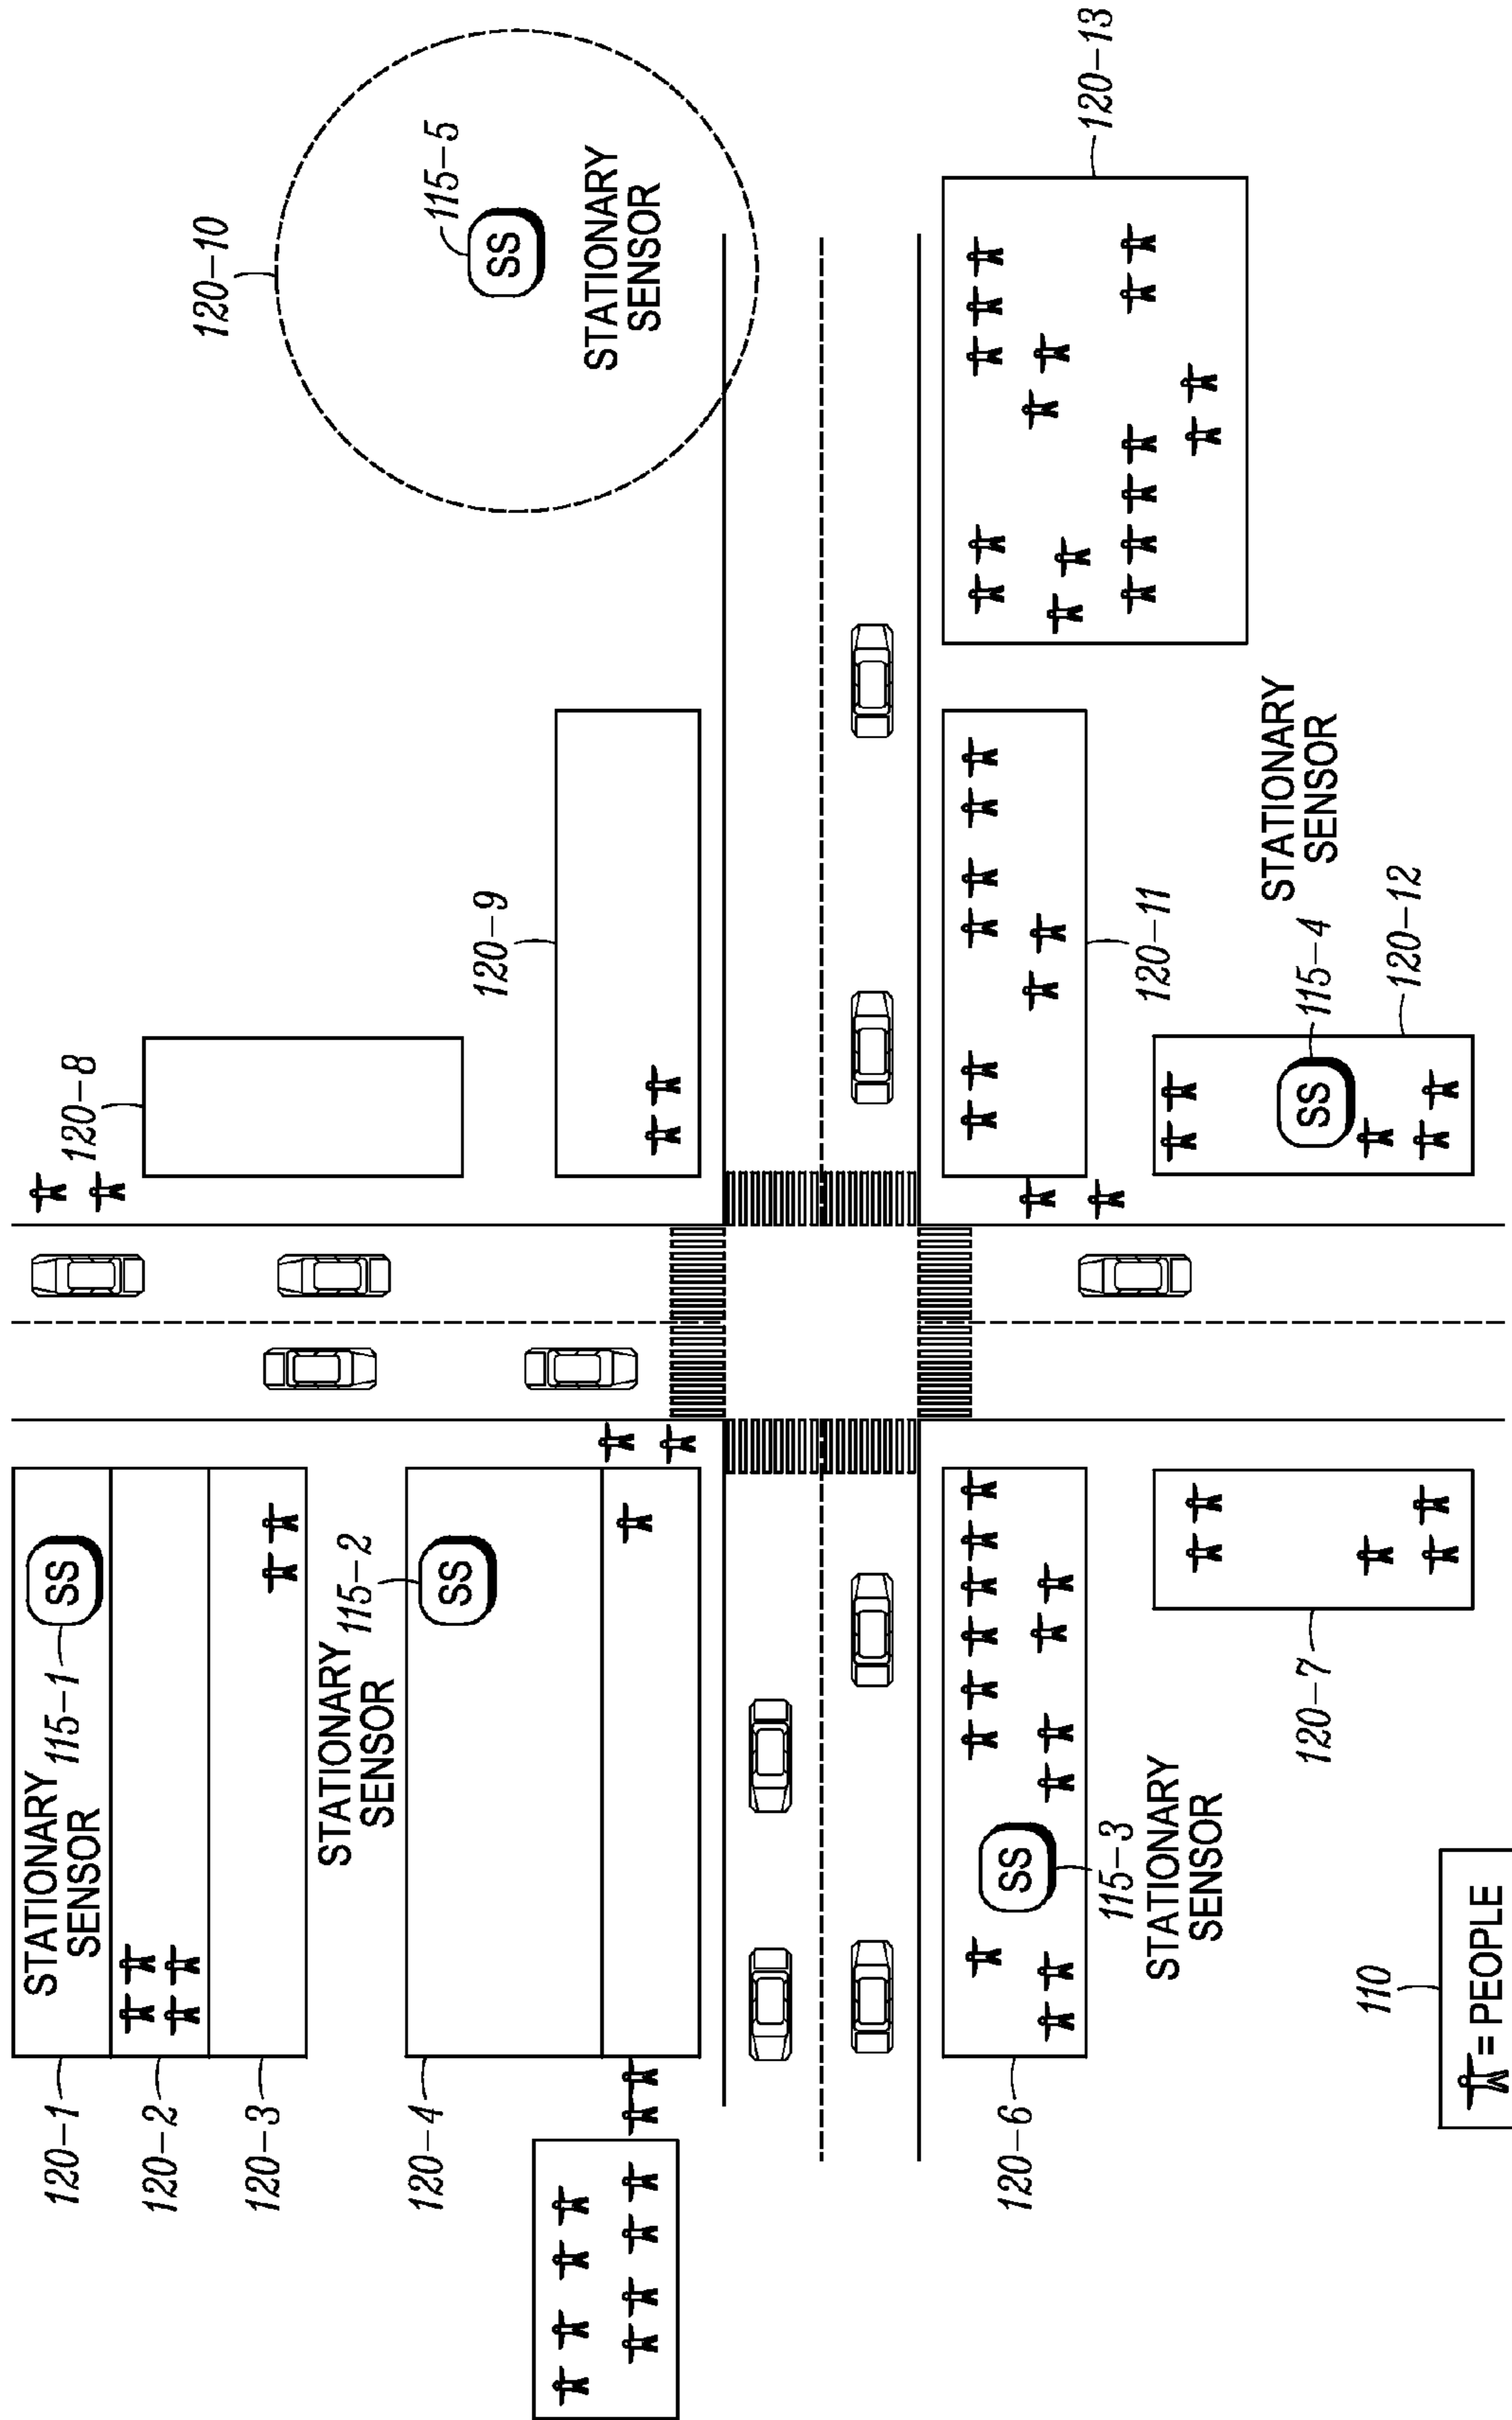 120-1
STATIONARY
SENSOR
115-1
SS
120-2
120-3
120-4
STATIONARY
SENSOR
115-2
SS
120-6
115-3
SS
STATIONARY
SENSOR
120-7
110
= PEOPLE
120-8
120-9
120-10
115-5
SS
STATIONARY
SENSOR
120-11
STATIONARY
SENSOR
115-4
SS
120-12
120-13